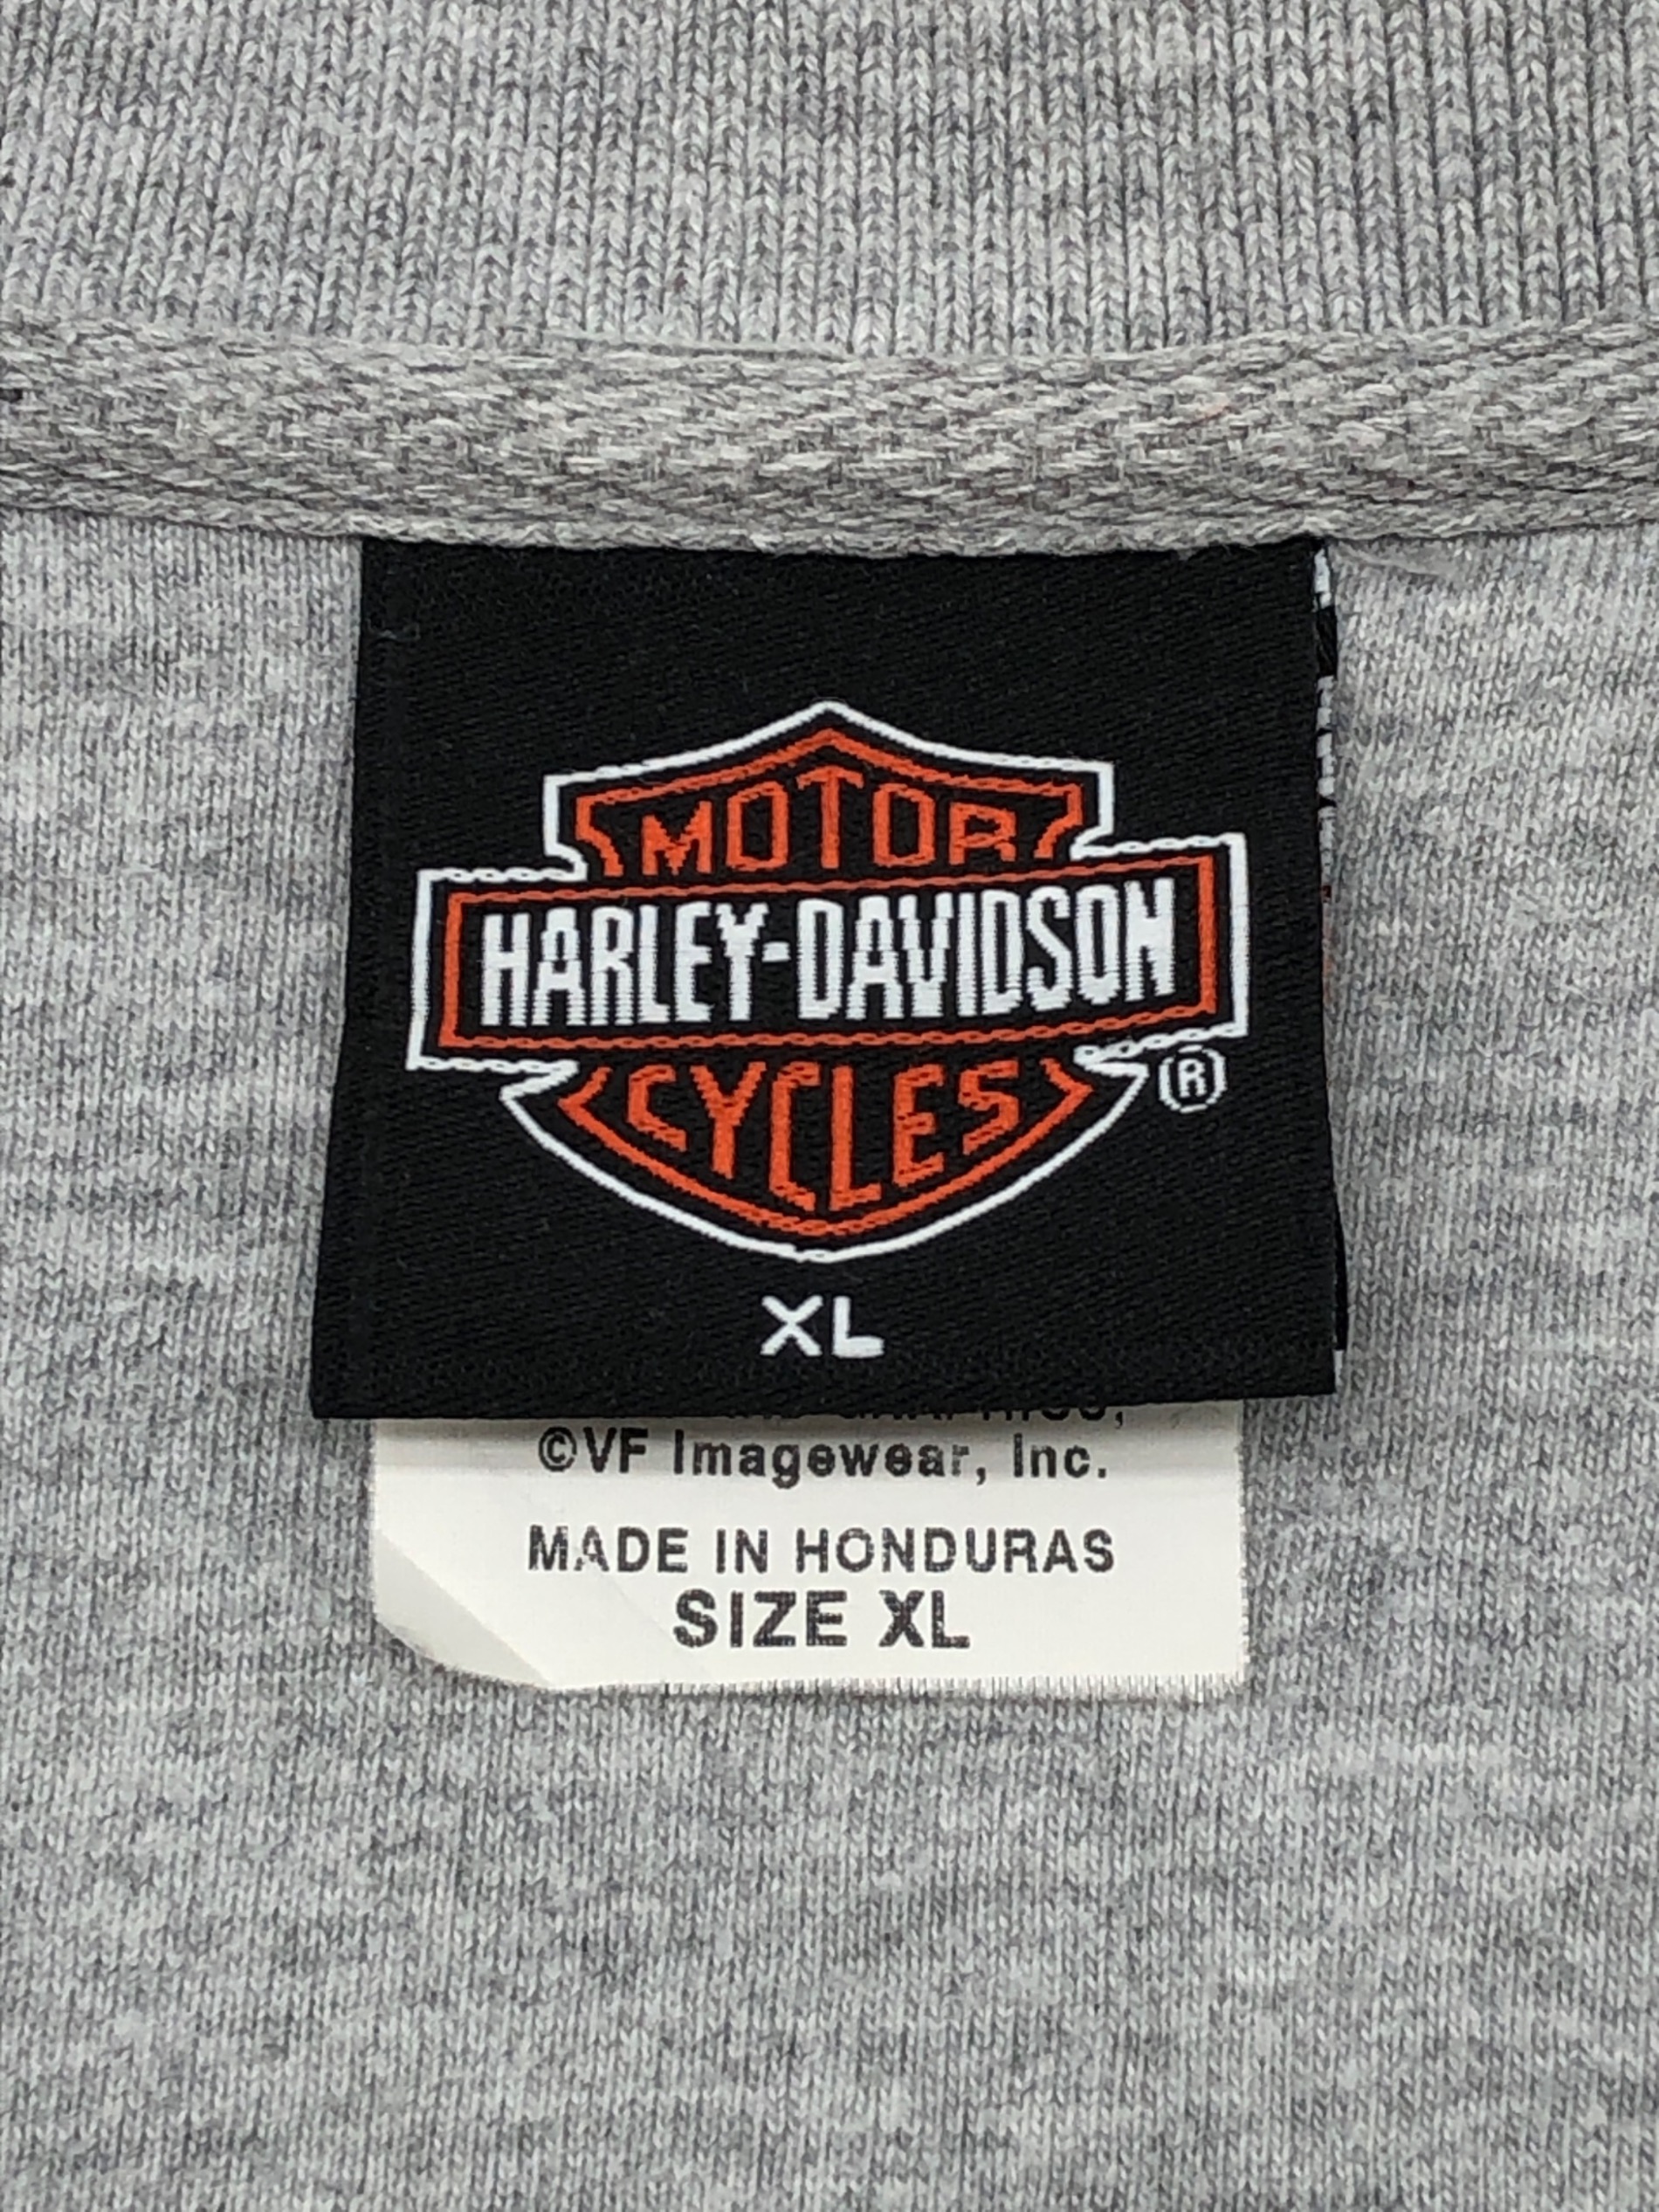 MOTOR
HARLEY-DAVIDSON
CYCLES
®
XL
©VF Imagewear, Inc.
MADE IN HONDURAS
SIZE XL